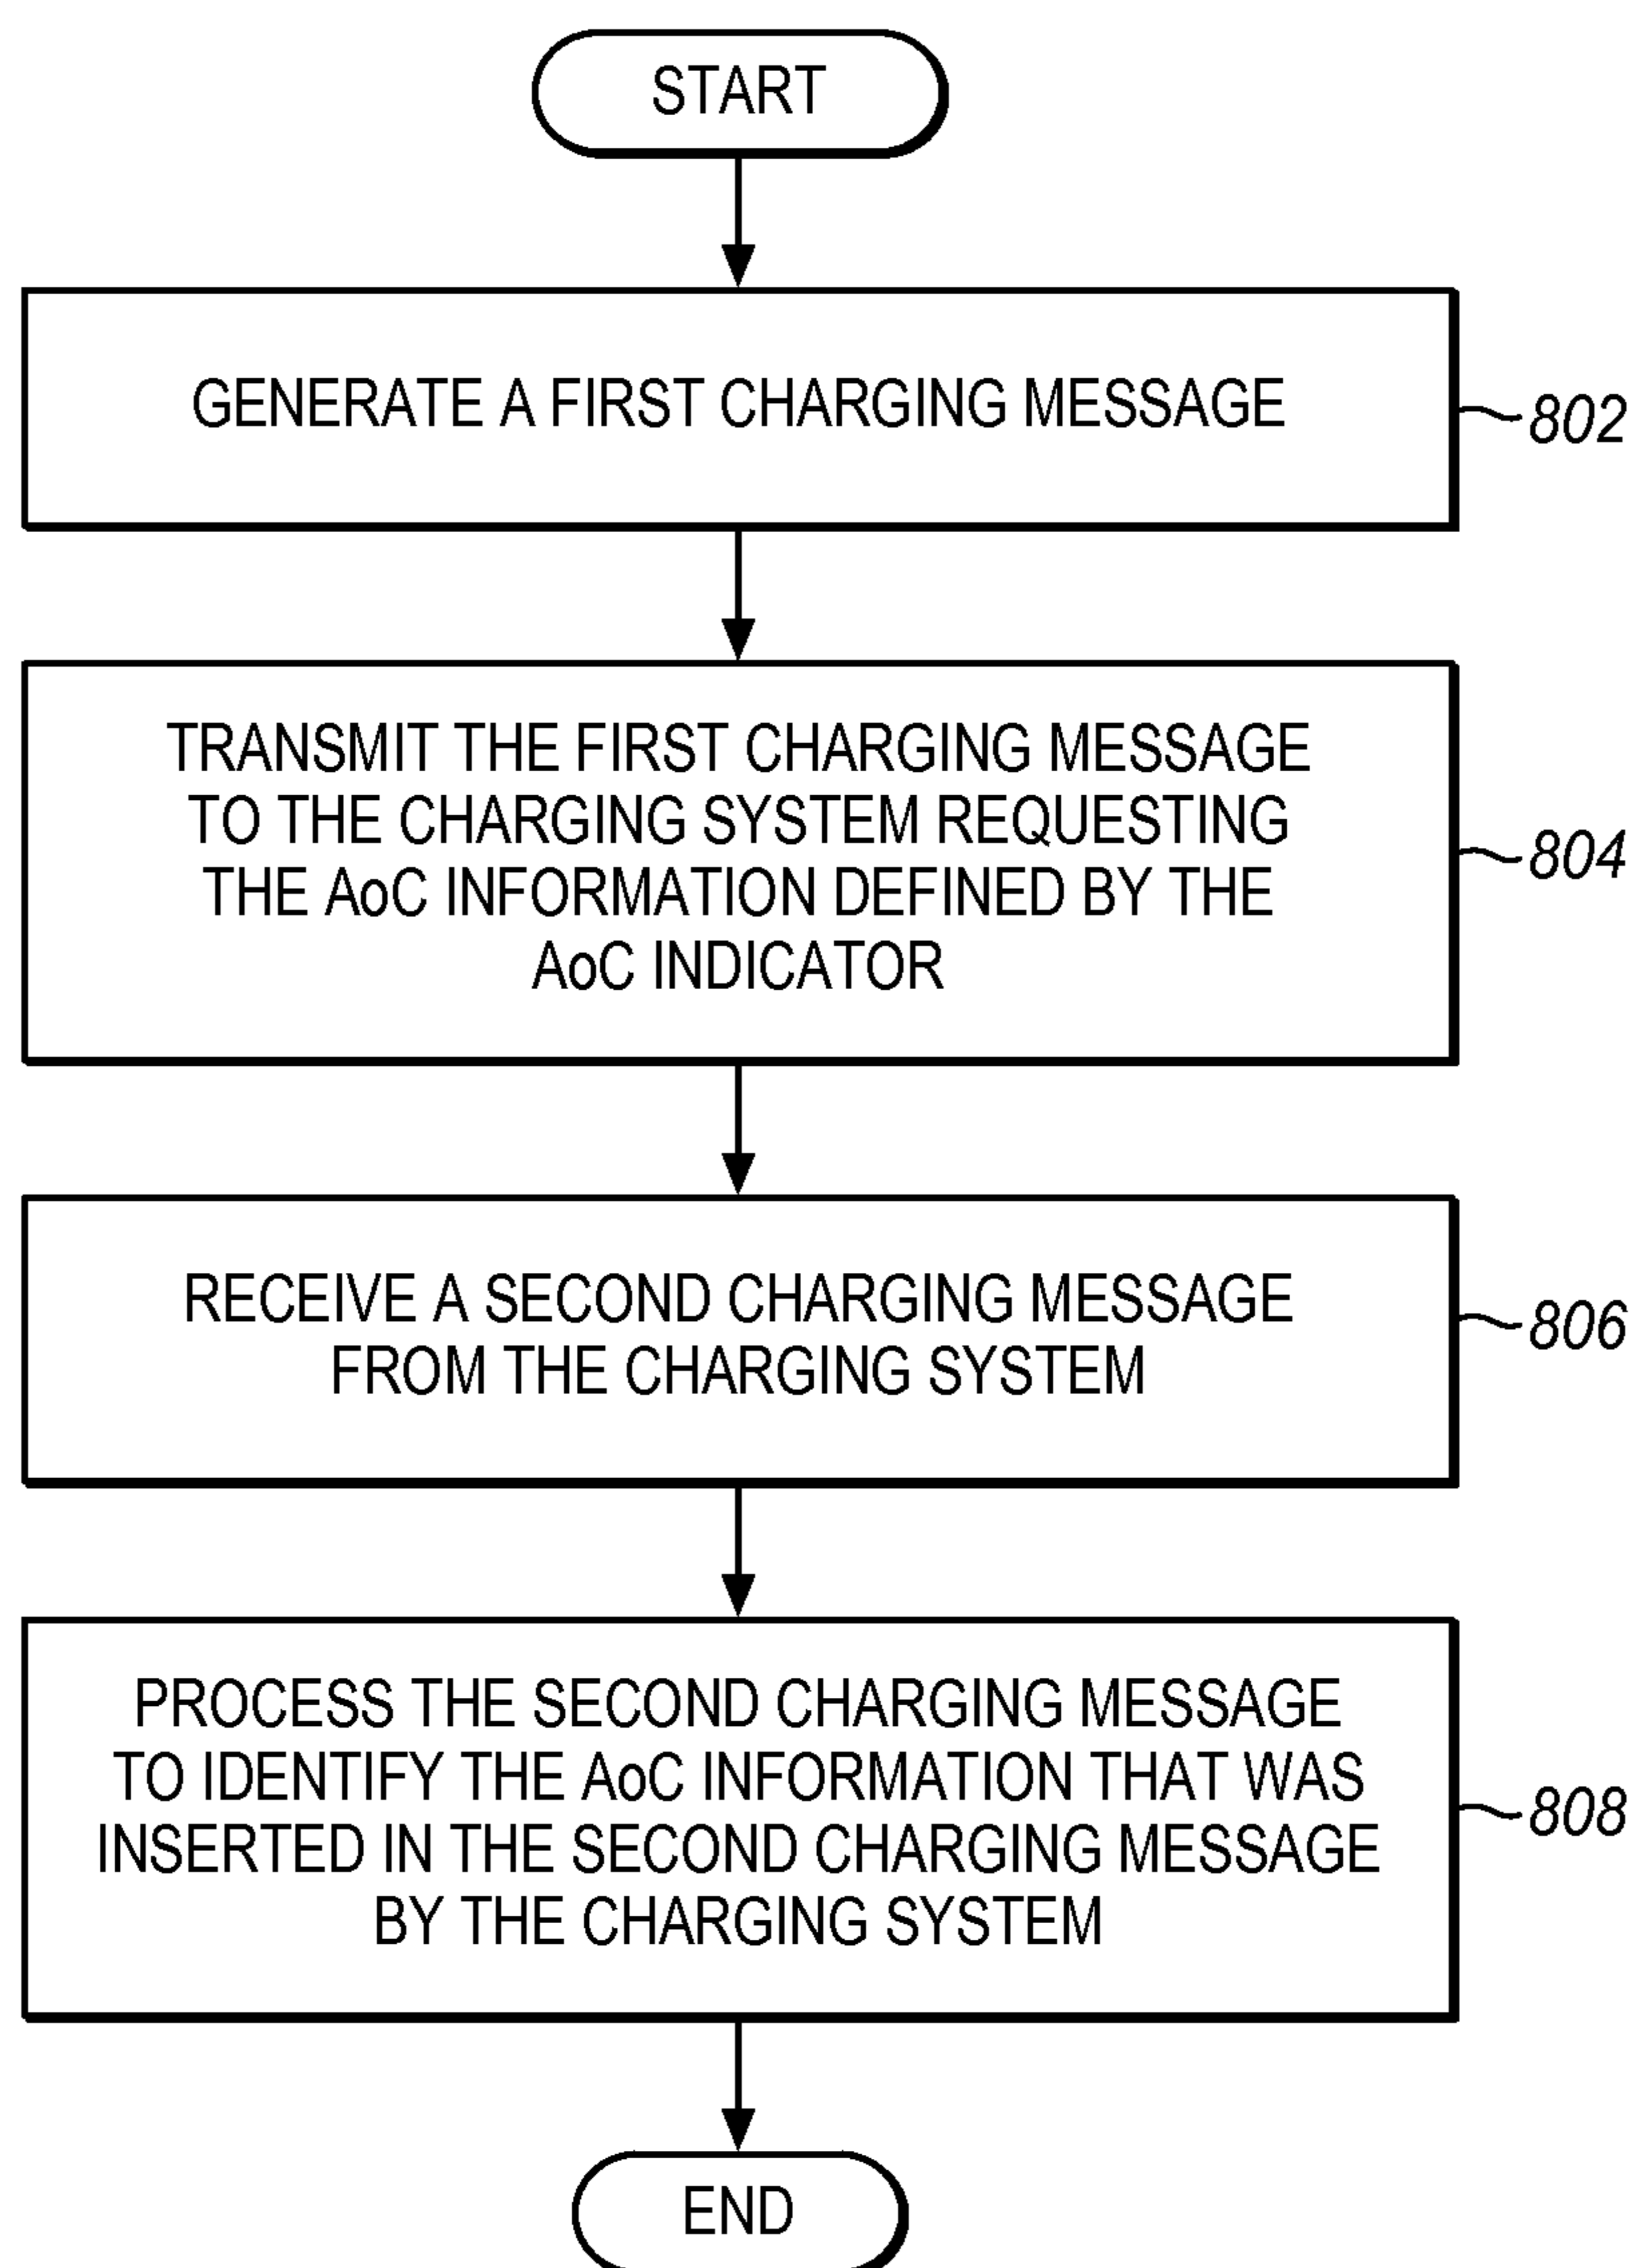 START
GENERATE A FIRST CHARGING MESSAGE
802
TRANSMIT THE FIRST CHARGING MESSAGE
TO THE CHARGING SYSTEM REQUESTING
THE AoC INFORMATION DEFINED BY THE
AoC INDICATOR
804
RECEIVE A SECOND CHARGING MESSAGE
FROM THE CHARGING SYSTEM
806
PROCESS THE SECOND CHARGING MESSAGE
TO IDENTIFY THE AoC INFORMATION THAT WAS
INSERTED IN THE SECOND CHARGING MESSAGE
BY THE CHARGING SYSTEM
808
END